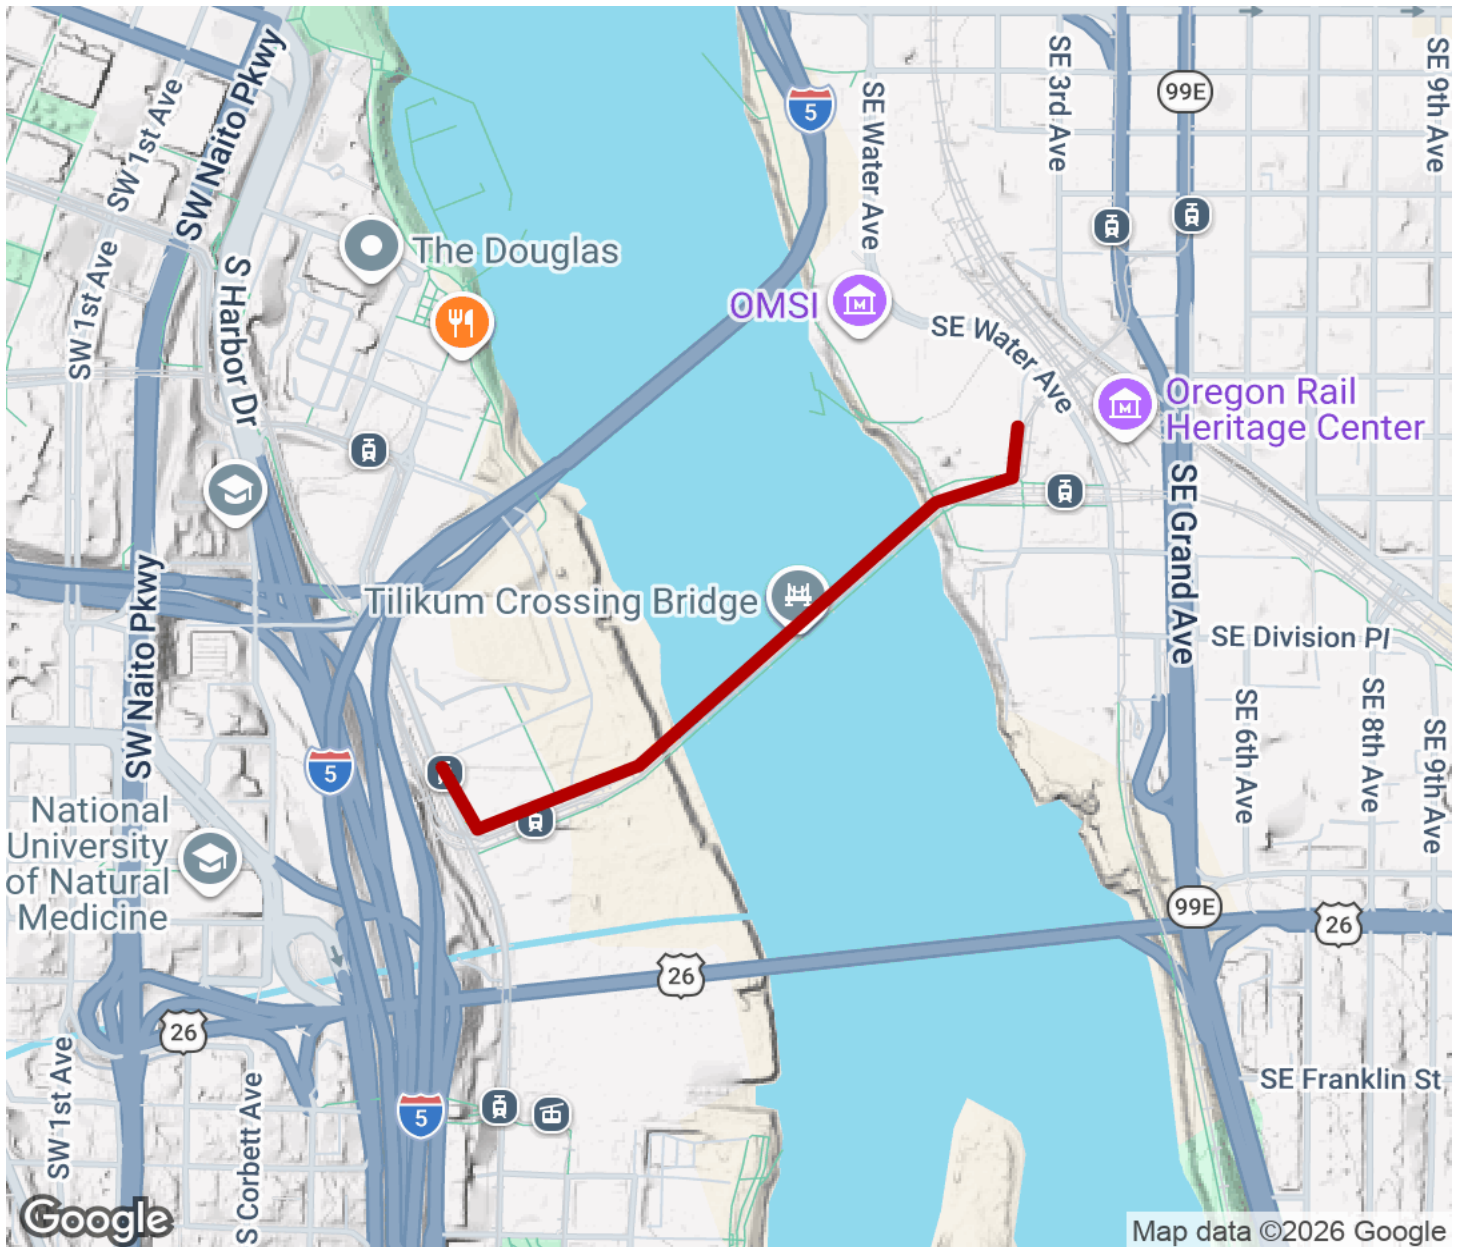 SW Naito Pkwy
SW 1st Ave
SW 1st Ave
S Harbor Dr
The Douglas
5
SE Water Ave
SE 3rd Ave
99E
SE 9th Ave
OMSI
SE Water Ave
Oregon Rail
Heritage Center
SE Grand Ave
Tilikum Crossing Bridge
SW Naito Pkwy
SE Division Pl
SE 6th Ave
SE 8th Ave
SE 9th Ave
5
National
University
of Natural
Medicine
99E
26
26
26
SW 1st Ave
S Corbett Ave
5
SE Franklin St
Google
Map data ©2026 Google